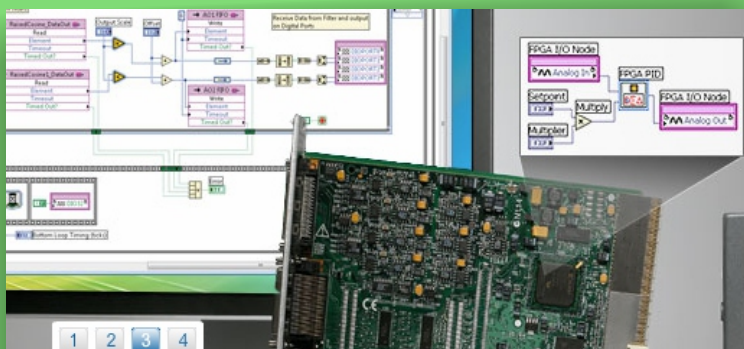 RaisedCosine_DataOut
Read
Element
Timeout
Timed Out?
Output Scale
Offset
AO1 FIFO
Write
Element
Timeout
Timed Out?
Receive Data from Filter and output
on Digital Ports
RaisedCosine1_DataOut
Read
Element
Timeout
Timed Out?
AO1 FIFO
Write
Element
Timeout
Timed Out?
Bottom Loop Timing (ticks)
FPGA I/O Node
Analog In
FPGA PID
Setpoint
Multiply
Multiplier
FPGA I/O Node
Analog Out
CE
1 2 3 4